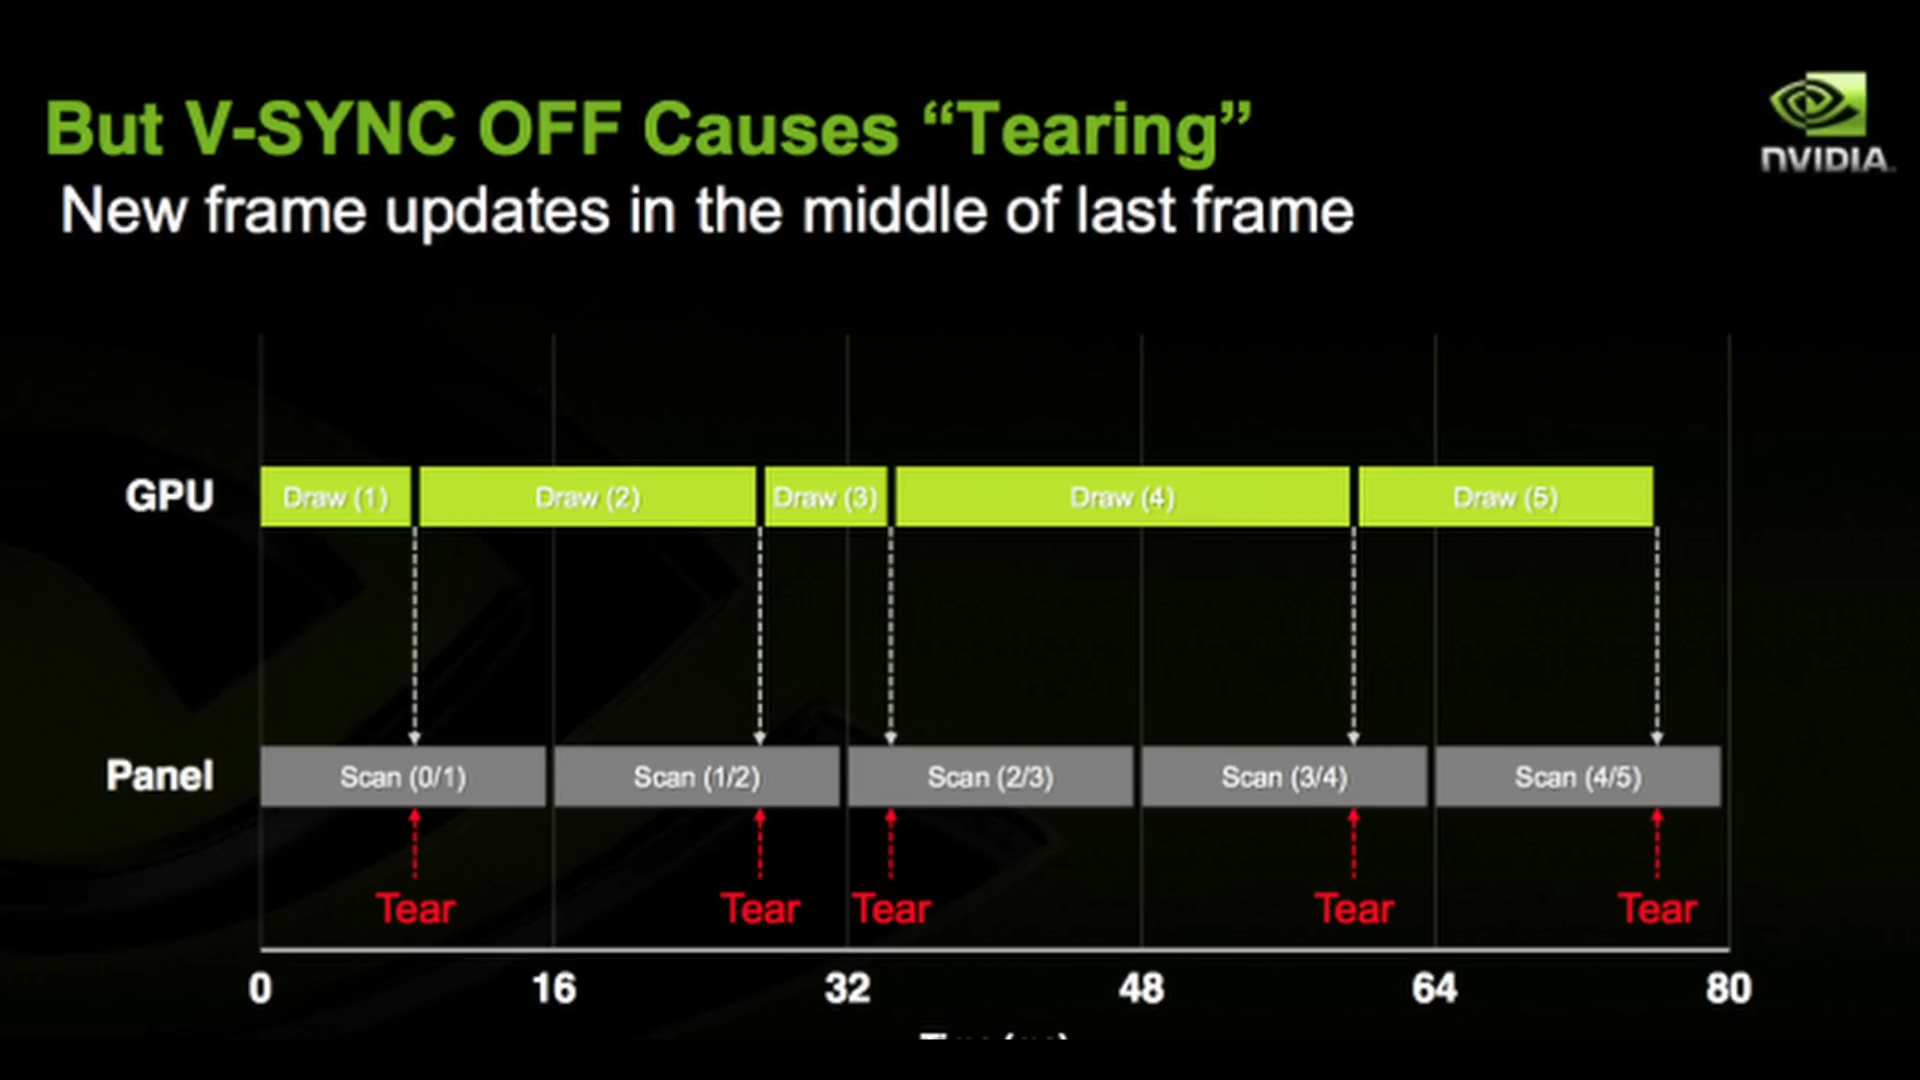 But V-SYNC OFF Causes “Tearing”
New frame updates in the middle of last frame
NVIDIA.
GPU
Draw (1)
Draw (2)
Draw (3)
Draw (4)
Draw (5)
Panel
Scan (0/1)
Scan (1/2)
Scan (2/3)
Scan (3/4)
Scan (4/5)
Tear
Tear
Tear
Tear
Tear
0
16
32
48
64
80